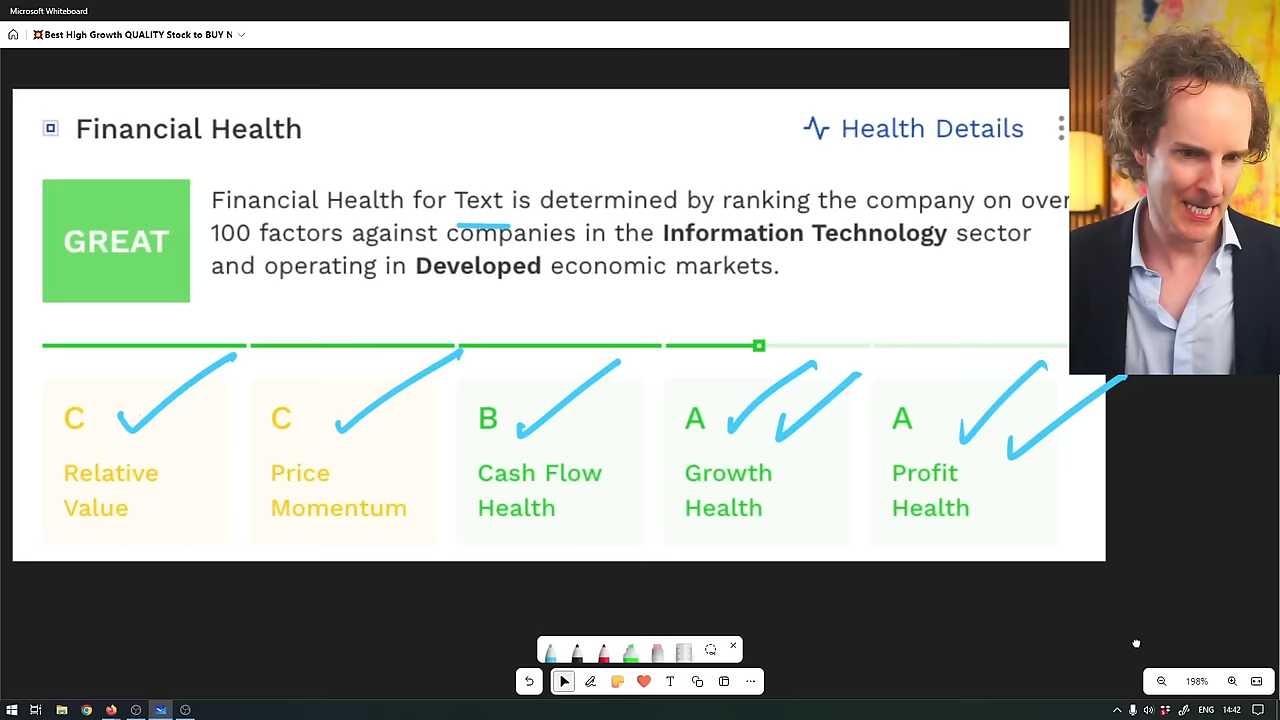 Microsoft Whiteboard
💥Best High Growth QUALITY Stock to BUY N
Financial Health
Health Details
GREAT
Financial Health for Text is determined by ranking the company on over
100 factors against companies in the Information Technology sector
and operating in Developed economic markets.
C
Relative
Value
C
Price
Momentum
B
Cash Flow
Health
A
Growth
Health
A
Profit
Health
198%
ENG
14:42